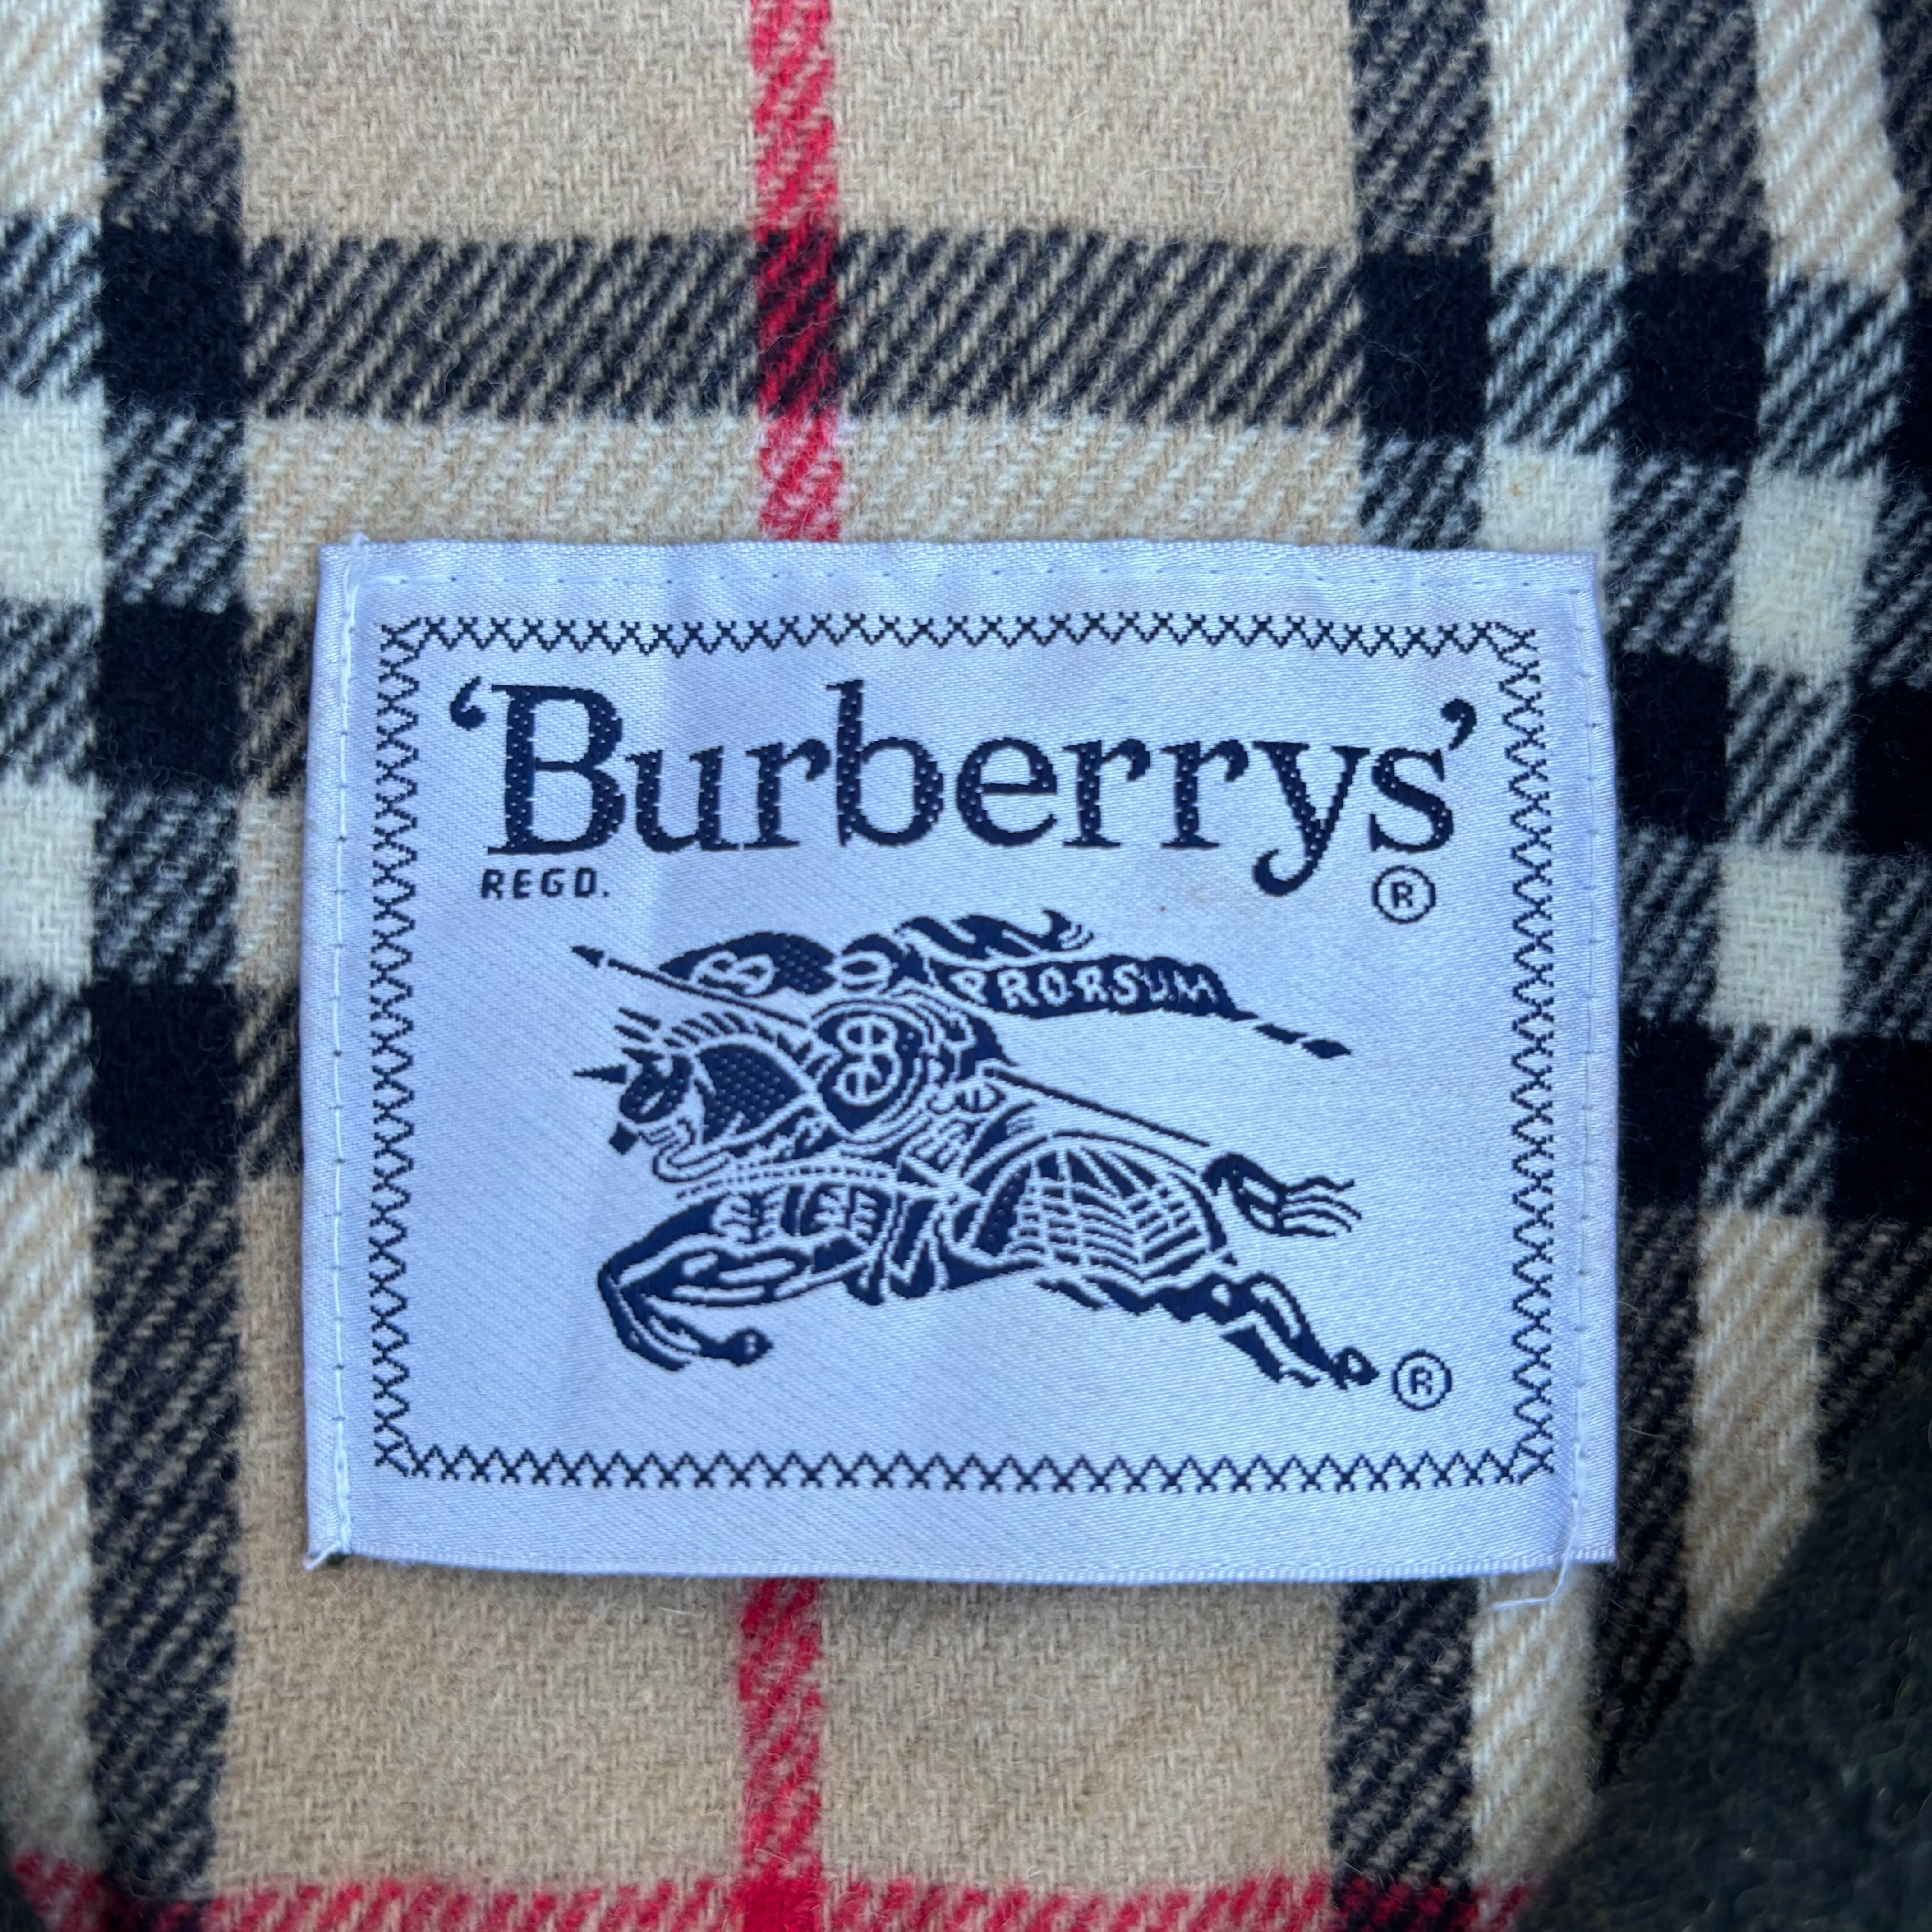 ‘Burberrys’
REGD. ®
PRORSUM
®